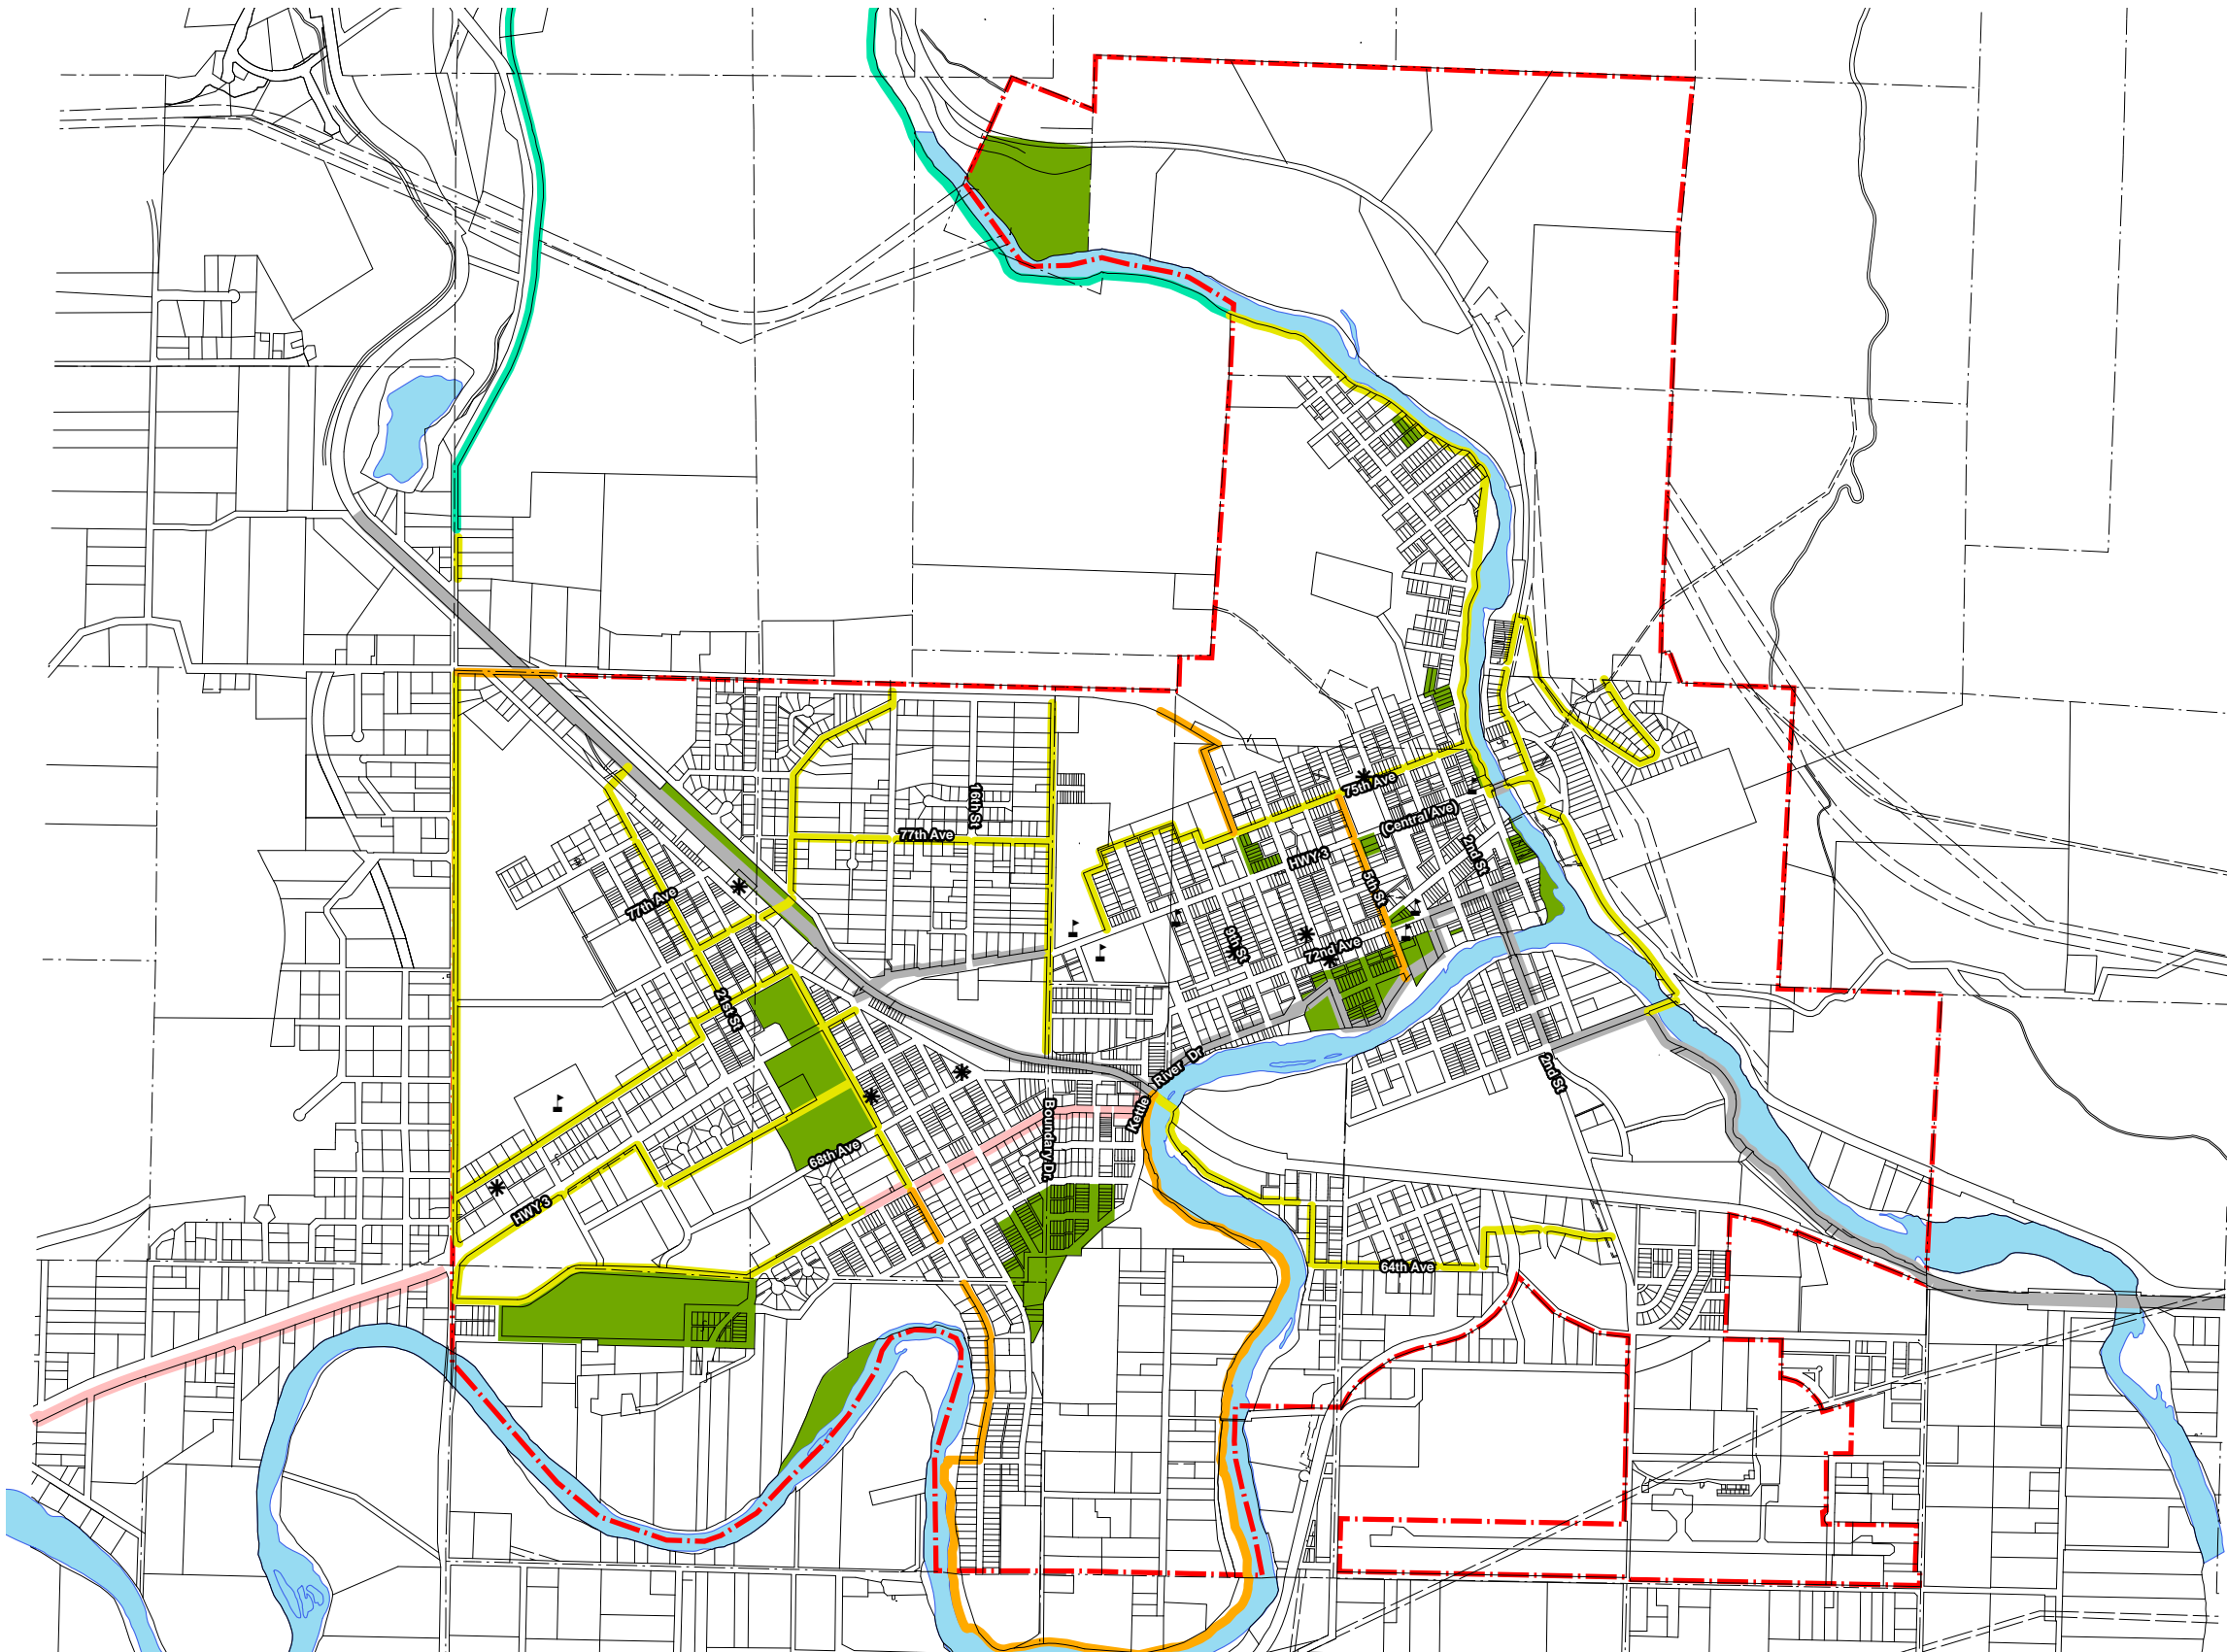 75th Ave
16th St
(Central Ave)
77th Ave
2nd St
HWY 3
5th St
77th Ave
9th St
72nd Ave
21st St
Kettle River Dr
2nd St
Boundary Dr
68th Ave
HWY 3
64th Ave